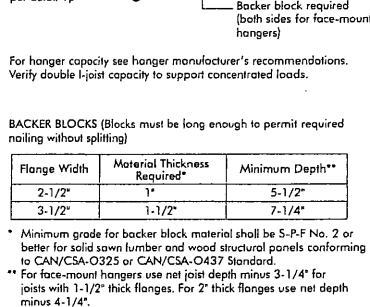 Backer block required
(both sides for face-mount
hangers)
For hanger capacity see hanger manufacturer's recommendations.
Verify double I-joist capacity to support concentrated loads.
BACKER BLOCKS (Blocks must be long enough to permit required
nailing without splitting)
Flange Width Material Thickness Required* Minimum Depth**
2-1/2" 1" 5-1/2"
3-1/2" 1-1/2" 7-1/4"
* Minimum grade for backer block material shall be S-P-F No. 2 or
better for solid sawn lumber and wood structural panels conforming
to CAN/CSA-O325 or CAN/CSA-O437 Standard.
** For face-mount hangers use net joist depth minus 3-1/4" for
joists with 1-1/2" thick flanges. For 2" thick flanges use net depth
minus 4-1/4".